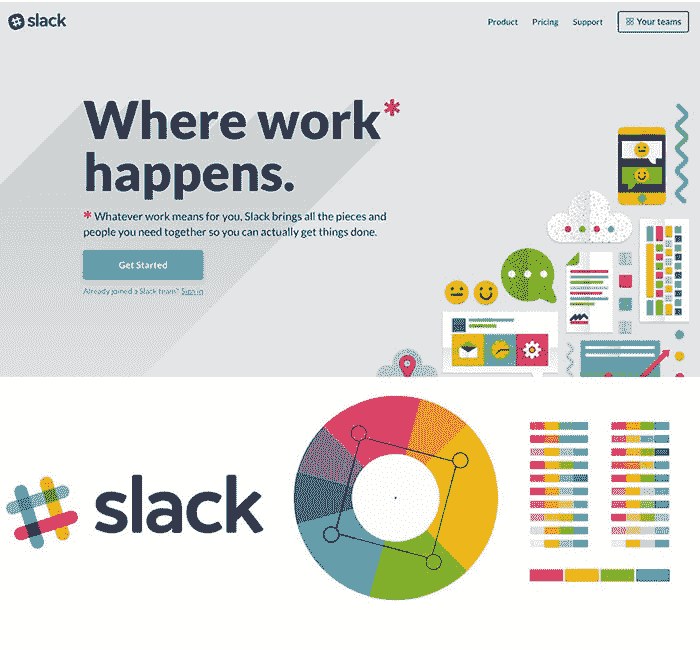 slack
Product Pricing Support Your teams
Where work*
happens.
* Whatever work means for you, Slack brings all the pieces and
people you need together so you can actually get things done.
Get Started
Already joined a Slack team? Sign in
slack